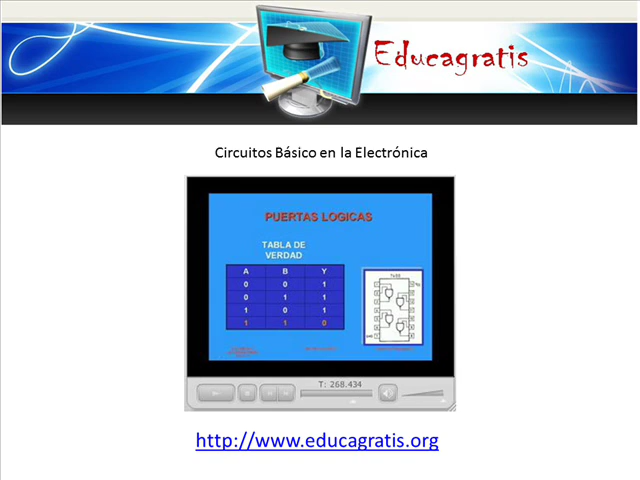 Educagratis
Circuitos Básico en la Electrónica
PUERTAS LOGICAS
TABLA DE
VERDAD
A B Y
0 0 1
0 1 1
1 0 1
1 1 0
T: 268.434
http://www.educagratis.org